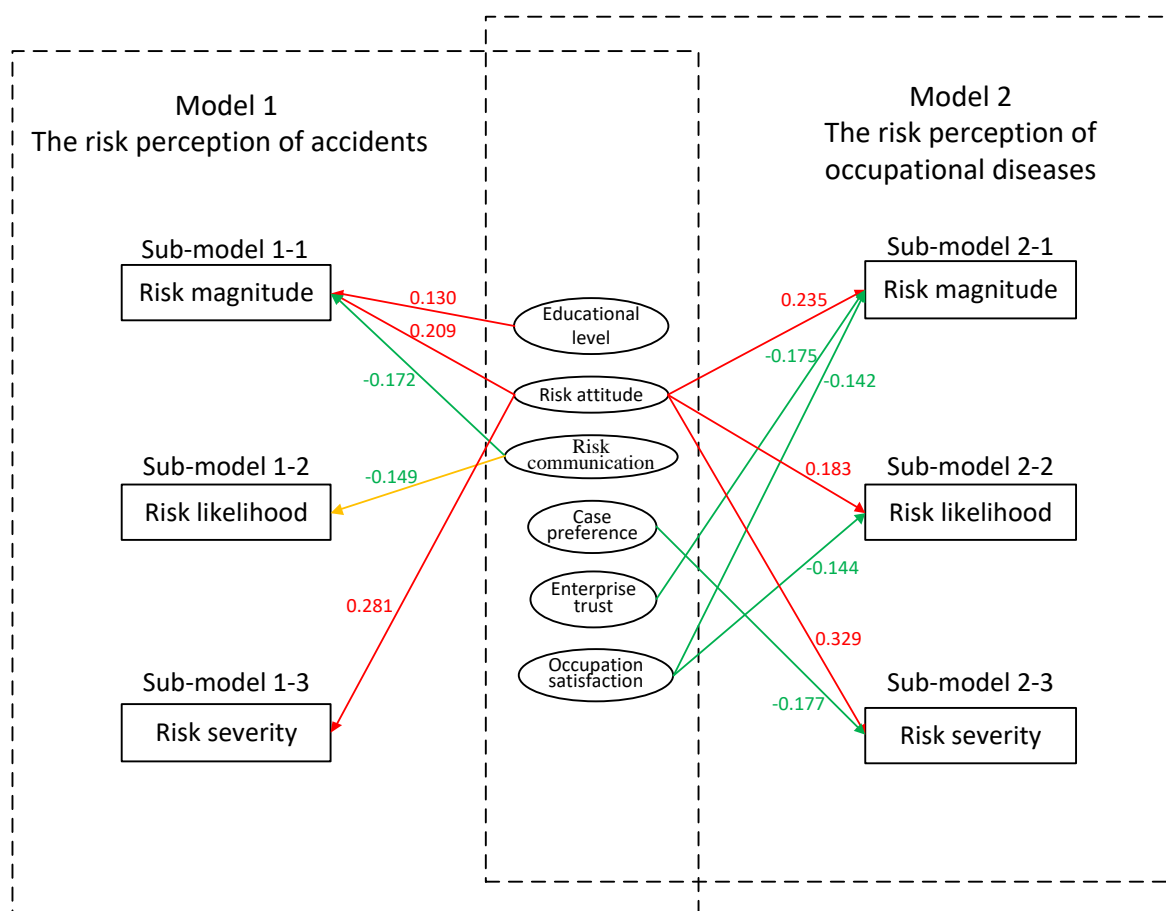 Model 1
The risk perception of accidents
Model 2
The risk perception of
occupational diseases
Sub-model 1-1
Risk magnitude
Sub-model 1-2
Risk likelihood
Sub-model 1-3
Risk severity
0.130
0.209
-0.172
-0.149
0.281
Educational
level
Risk attitude
Risk
communication
Case
preference
Enterprise
trust
Occupation
satisfaction
0.235
-0.175
-0.142
0.183
-0.144
0.329
-0.177
Sub-model 2-1
Risk magnitude
Sub-model 2-2
Risk likelihood
Sub-model 2-3
Risk severity